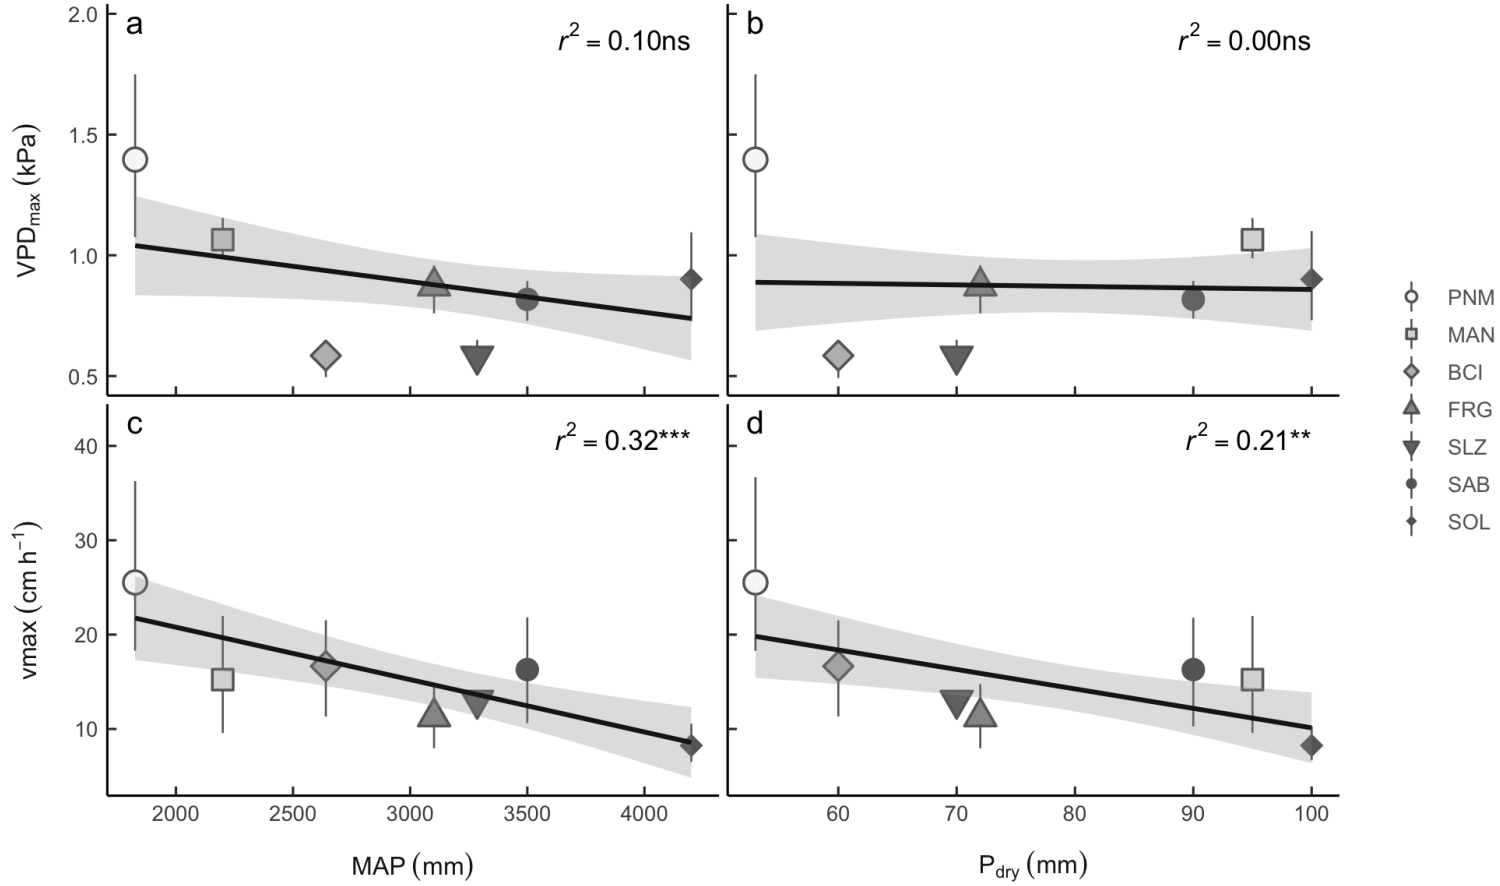 a
r² = 0.10ns
b
r² = 0.00ns
2.0
1.5
1.0
0.5
VPDmax (kPa)
c
r² = 0.32***
d
r² = 0.21**
40
30
20
10
vmax (cm h⁻¹)
2000 2500 3000 3500 4000
60 70 80 90 100
MAP (mm)
Pdry (mm)
PNM
MAN
BCI
FRG
SLZ
SAB
SOL